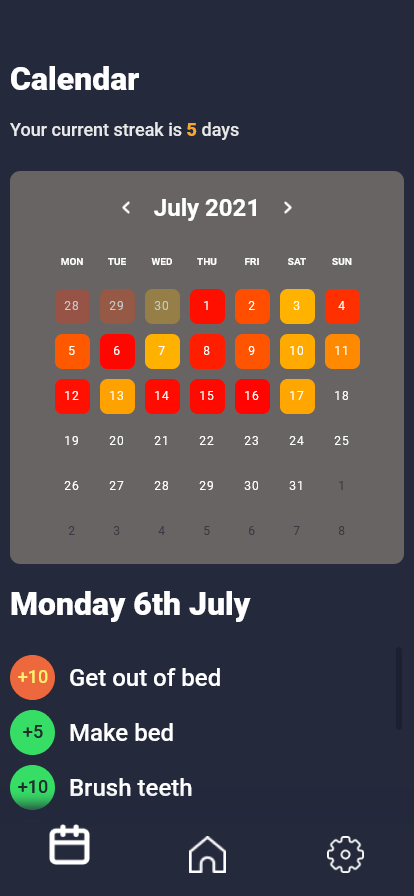 Calendar
Your current streak is 5 days
July 2021
MON TUE WED THU FRI SAT SUN
28 29 30 1 2 3 4
5 6 7 8 9 10 11
12 13 14 15 16 17 18
19 20 21 22 23 24 25
26 27 28 29 30 31 1
2 3 4 5 6 7 8
Monday 6th July
+10 Get out of bed
+5 Make bed
+10 Brush teeth